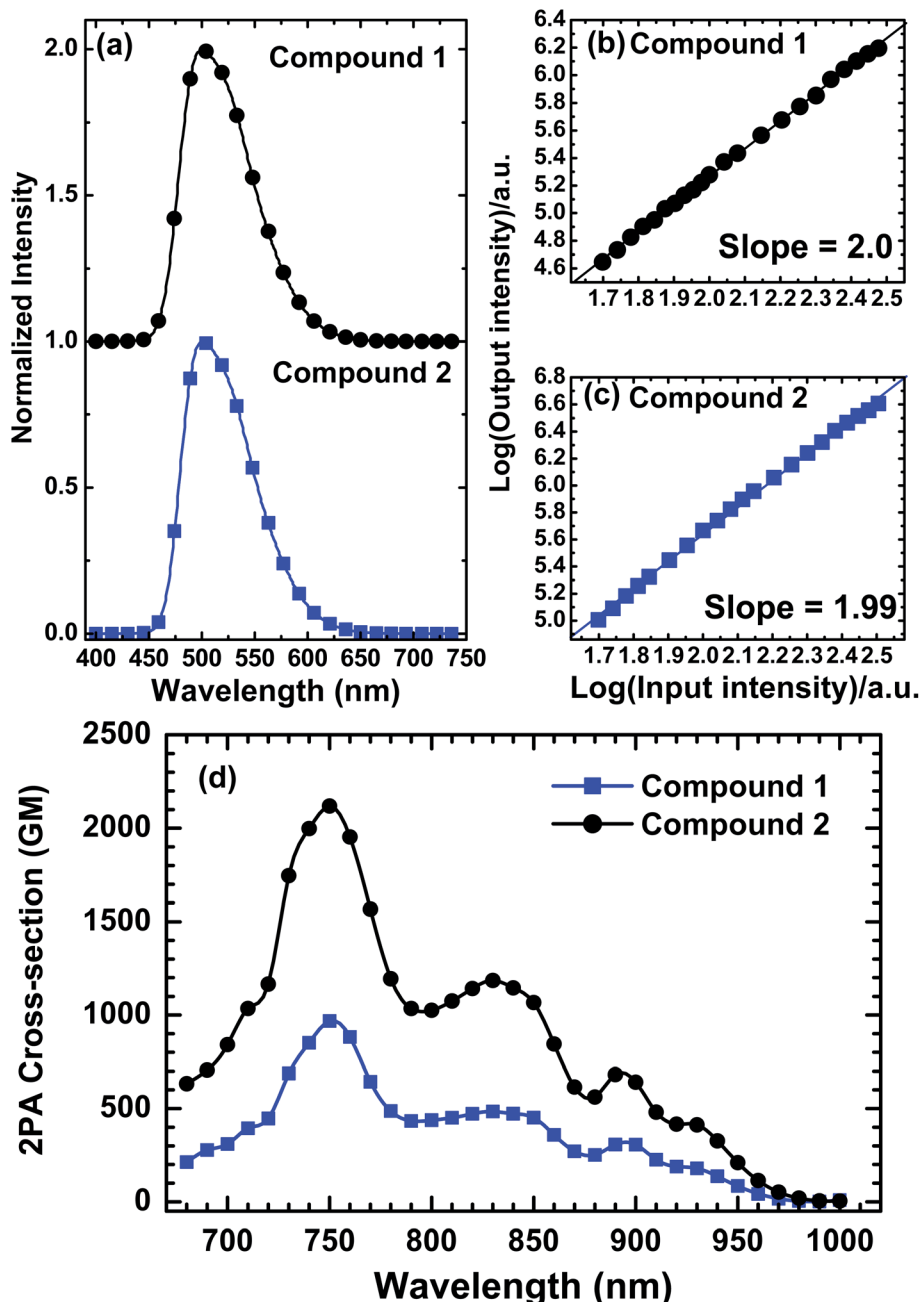 (a)
Compound 1
Compound 2
Normalized Intensity
2.0
1.5
1.0
0.5
0.0
400 450 500 550 600 650 700 750
Wavelength (nm)
(b) Compound 1
Slope = 2.0
6.4
6.2
6.0
5.8
5.6
5.4
5.2
5.0
4.8
4.6
1.7 1.8 1.9 2.0 2.1 2.2 2.3 2.4 2.5
Log(Output intensity)/a.u.
(c) Compound 2
Slope = 1.99
6.8
6.6
6.4
6.2
6.0
5.8
5.6
5.4
5.2
5.0
1.7 1.8 1.9 2.0 2.1 2.2 2.3 2.4 2.5
Log(Input intensity)/a.u.
(d)
Compound 1
Compound 2
2PA Cross-section (GM)
2500
2000
1500
1000
500
0
700 750 800 850 900 950 1000
Wavelength (nm)